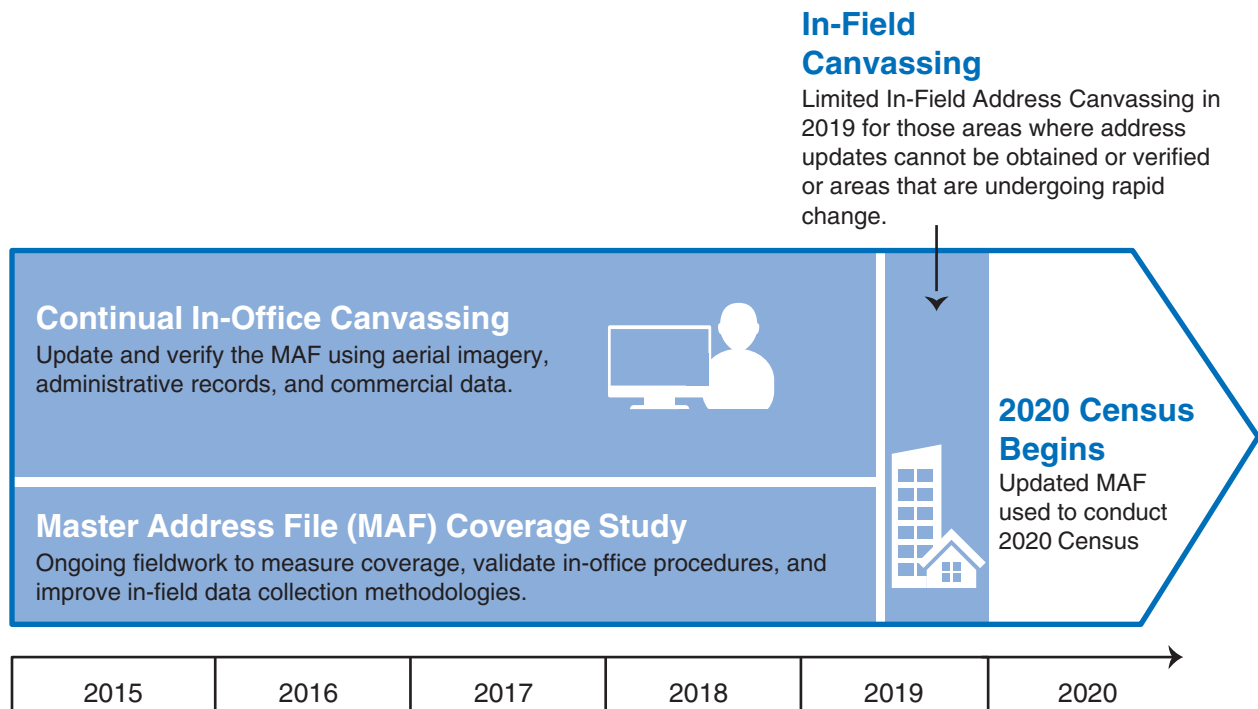 In-Field
Canvassing
Limited In-Field Address Canvassing in
2019 for those areas where address
updates cannot be obtained or verified
or areas that are undergoing rapid
change.
Continual In-Office Canvassing
Update and verify the MAF using aerial imagery,
administrative records, and commercial data.
Master Address File (MAF) Coverage Study
Ongoing fieldwork to measure coverage, validate in-office procedures, and
improve in-field data collection methodologies.
2020 Census
Begins
Updated MAF
used to conduct
2020 Census
2015 2016 2017 2018 2019 2020